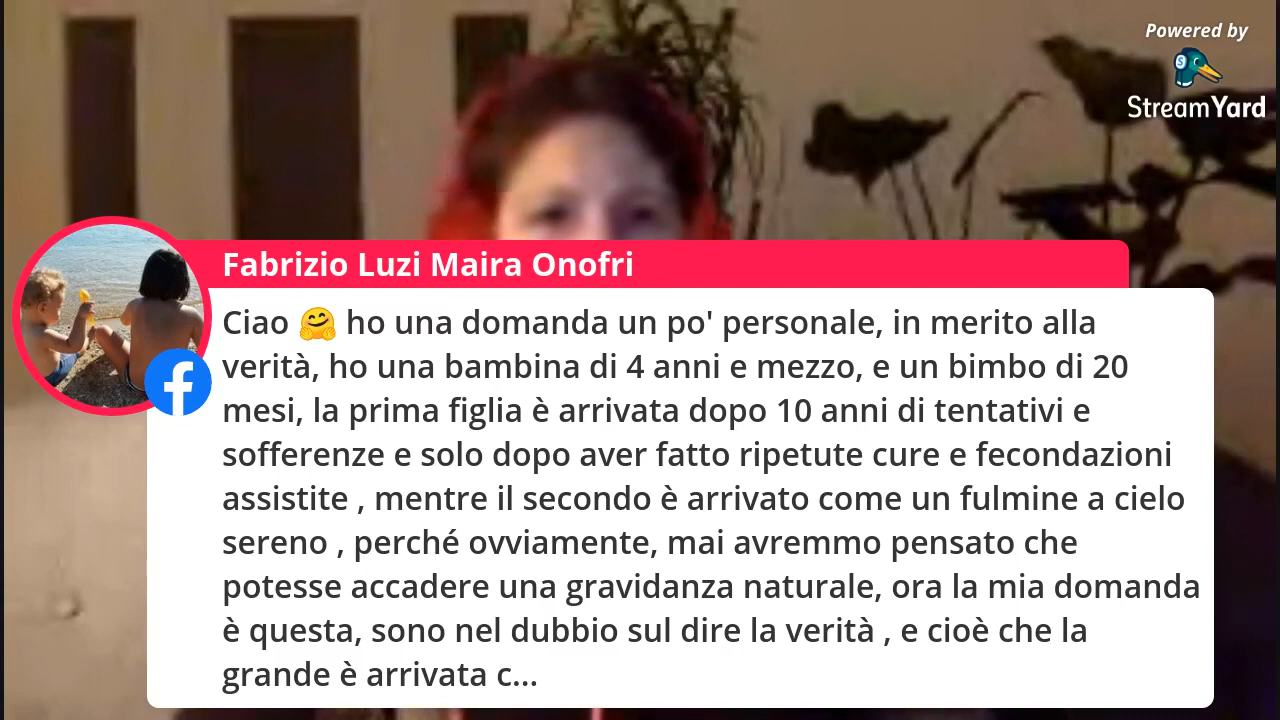 Powered by
StreamYard
Fabrizio Luzi Maira Onofri
Ciao 🤗 ho una domanda un po' personale, in merito alla
verità, ho una bambina di 4 anni e mezzo, e un bimbo di 20
mesi, la prima figlia è arrivata dopo 10 anni di tentativi e
sofferenze e solo dopo aver fatto ripetute cure e fecondazioni
assistite , mentre il secondo è arrivato come un fulmine a cielo
sereno , perché ovviamente, mai avremmo pensato che
potesse accadere una gravidanza naturale, ora la mia domanda
è questa, sono nel dubbio sul dire la verità , e cioè che la
grande è arrivata c...